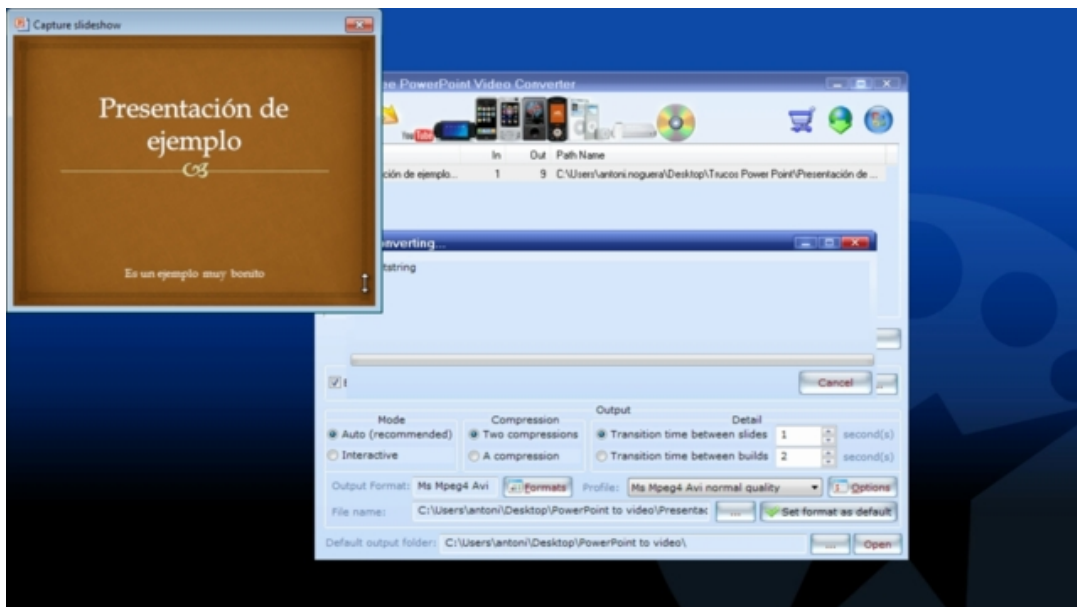 Capture slideshow
Presentación de
ejemplo
Es un ejemplo muy bonito
PowerPoint Video Converter
You Tube
In Out Path Name
ción de ejemplo... 1 9 C:\Users\antoni.noguera\Desktop\Trucos Power Point\Presentación de ...
nverting...
tstring
Cancel
...
Output
Mode Compression Detail
Auto (recommended) Two compressions Transition time between slides 1 second(s)
Interactive A compression Transition time between builds 2 second(s)
Output Format: Ms Mpeg4 Avi Formats Profile: Ms Mpeg4 Avi normal quality Options
File name: C:\Users\antoni\Desktop\PowerPoint to video\Presentac ... Set format as default
Default output folder: C:\Users\antoni\Desktop\PowerPoint to video\ ... Open